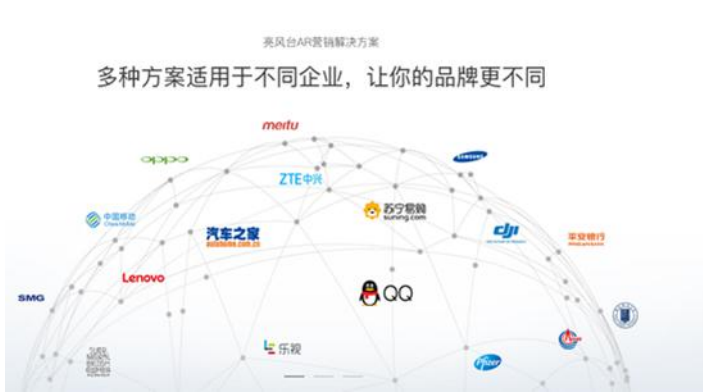 亮风台AR营销解决方案
多种方案适用于不同企业，让你的品牌更不同
meitu
oppo
SAMSUNG
ZTE中兴
苏宁易购
suning.com
中国移动
China Mobile
汽车之家
autohome.com.cn
dji
平安银行
Lenovo
SMG
QQ
乐视
Pfizer